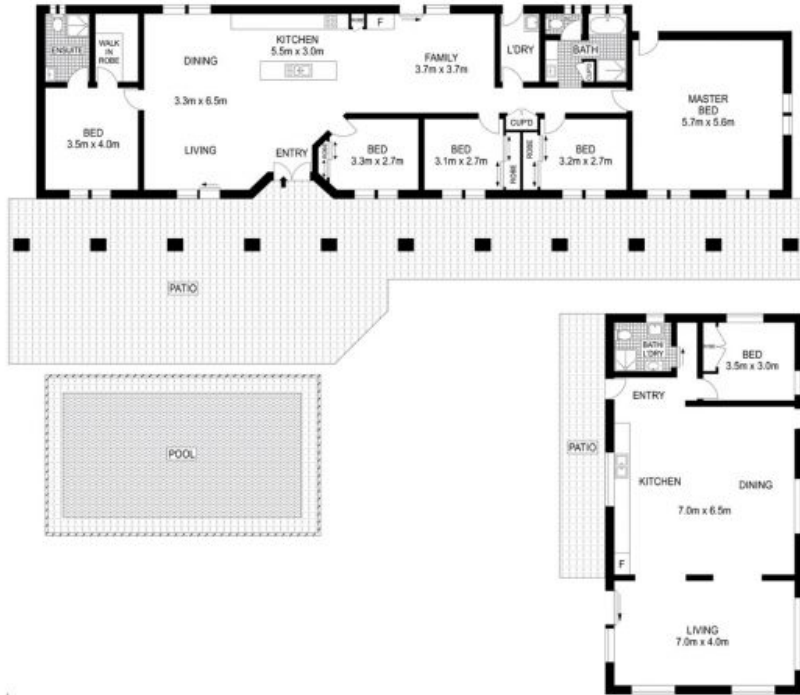 ENSUITE
WALK
IN
ROBE
DINING
KITCHEN
5.5m x 3.0m
F
FAMILY
3.7m x 3.7m
L'DRY
BATH
CUP'D
3.3m x 6.5m
MASTER
BED
5.7m x 5.6m
BED
3.5m x 4.0m
LIVING
ENTRY
BED
3.3m x 2.7m
BED
3.1m x 2.7m
CUP'D
ROBE
ROBE
BED
3.2m x 2.7m
PATIO
POOL
BATH
L'DRY
BED
3.5m x 3.0m
ENTRY
PATIO
KITCHEN
DINING
7.0m x 6.5m
F
LIVING
7.0m x 4.0m